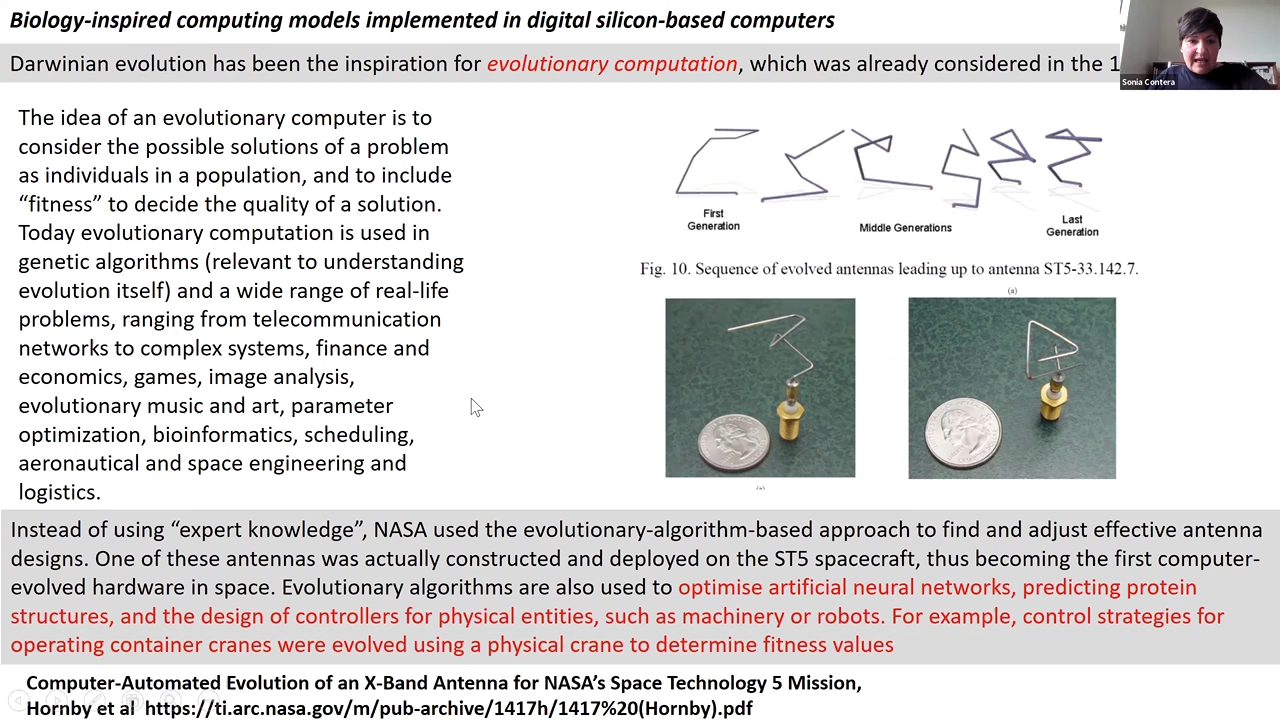 Biology-inspired computing models implemented in digital silicon-based computers
Darwinian evolution has been the inspiration for evolutionary computation, which was already considered in the 1
Sonia Contera
The idea of an evolutionary computer is to
consider the possible solutions of a problem
as individuals in a population, and to include
“fitness” to decide the quality of a solution.
Today evolutionary computation is used in
genetic algorithms (relevant to understanding
evolution itself) and a wide range of real-life
problems, ranging from telecommunication
networks to complex systems, finance and
economics, games, image analysis,
evolutionary music and art, parameter
optimization, bioinformatics, scheduling,
aeronautical and space engineering and
logistics.
First
Generation
Middle Generations
Last
Generation
Fig. 10. Sequence of evolved antennas leading up to antenna ST5-33.142.7.
(a)
Instead of using “expert knowledge”, NASA used the evolutionary-algorithm-based approach to find and adjust effective antenna
designs. One of these antennas was actually constructed and deployed on the ST5 spacecraft, thus becoming the first computer-
evolved hardware in space. Evolutionary algorithms are also used to optimise artificial neural networks, predicting protein
structures, and the design of controllers for physical entities, such as machinery or robots. For example, control strategies for
operating container cranes were evolved using a physical crane to determine fitness values
Computer-Automated Evolution of an X-Band Antenna for NASA’s Space Technology 5 Mission,
Hornby et al https://ti.arc.nasa.gov/m/pub-archive/1417h/1417%20(Hornby).pdf